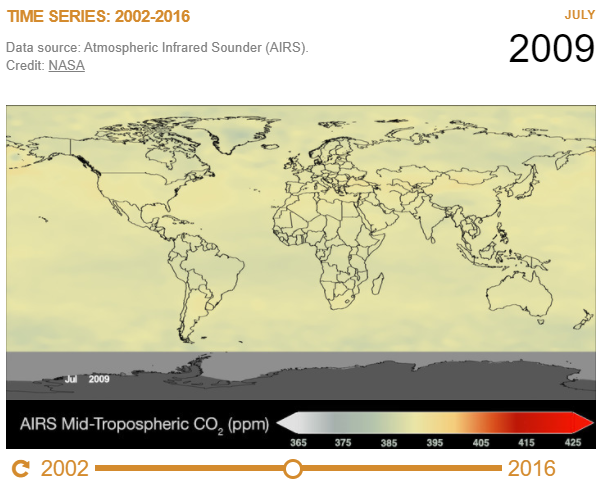 TIME SERIES: 2002-2016
JULY
2009
Data source: Atmospheric Infrared Sounder (AIRS).
Credit: NASA
Jul 2009
AIRS Mid-Tropospheric CO2 (ppm)
365 375 385 395 405 415 425
2002 2016